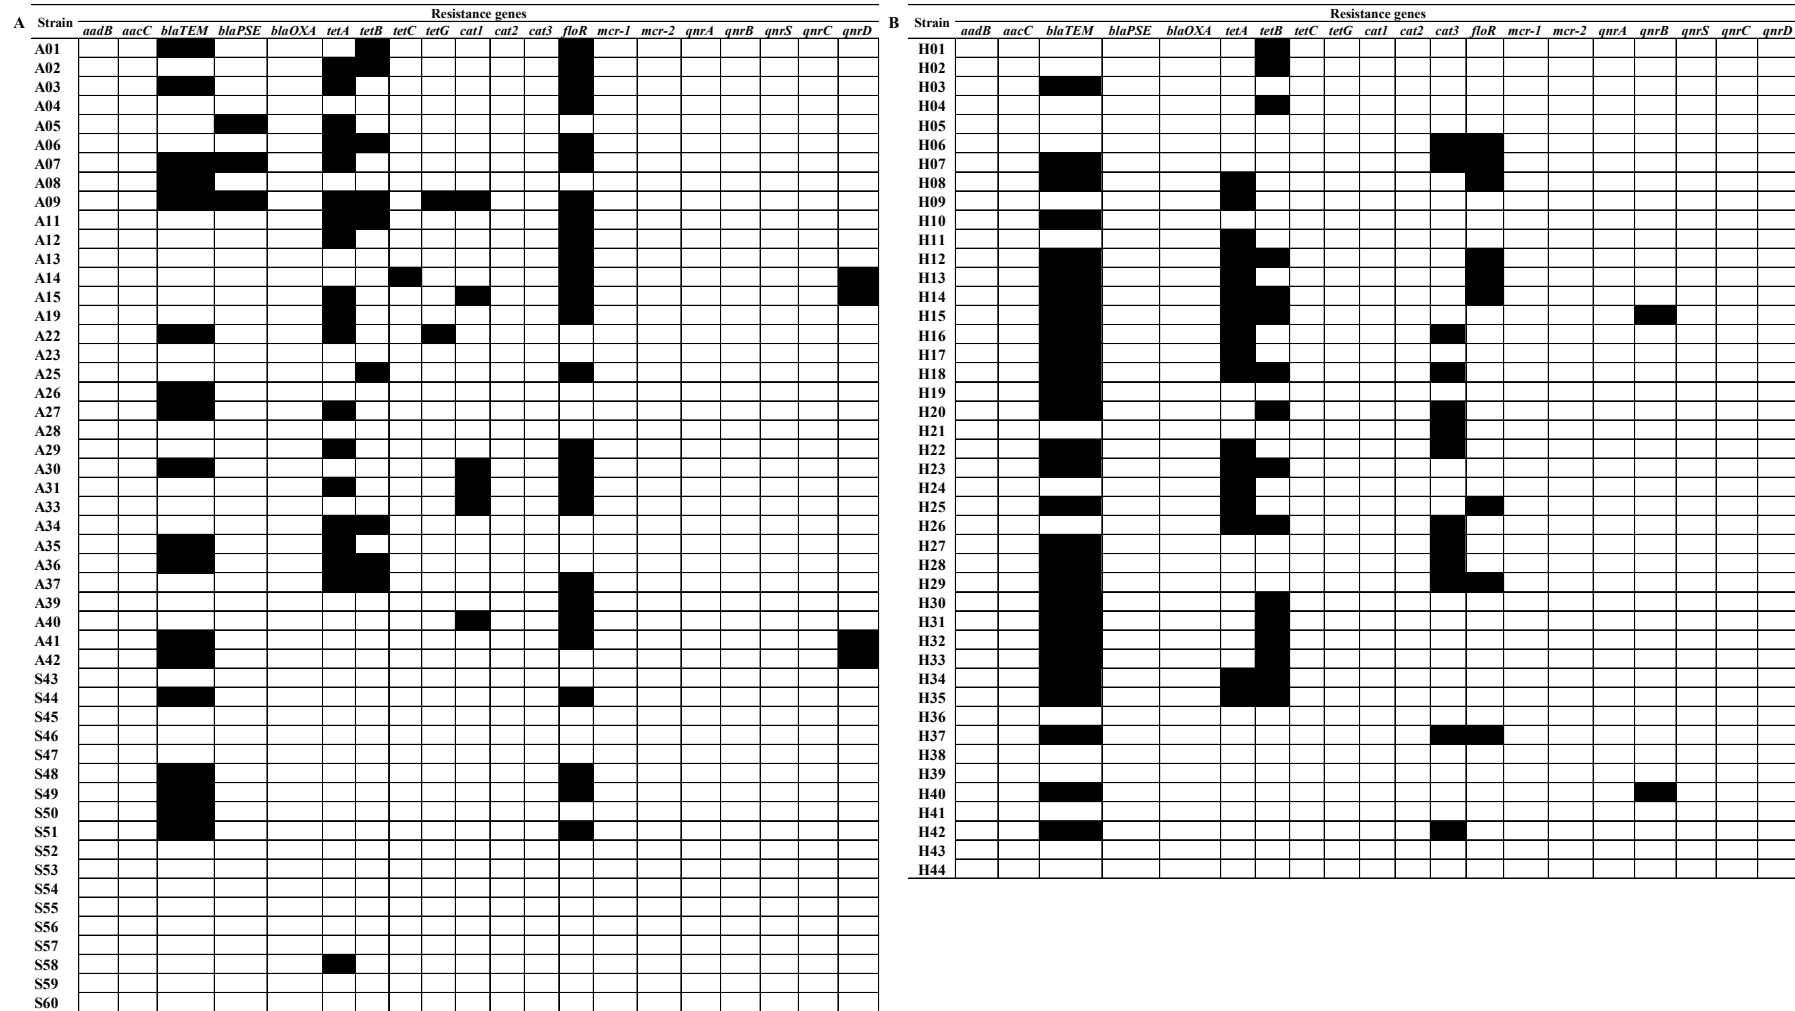 A
Strain
Resistance genes
aadB aacC blaTEM blaPSE blaOXA tetA tetB tetC tetG cat1 cat2 cat3 floR mcr-1 mcr-2 qnrA qnrB qnrS qnrC qnrD
A01
A02
A03
A04
A05
A06
A07
A08
A09
A11
A12
A13
A14
A15
A19
A22
A23
A25
A26
A27
A28
A29
A30
A31
A33
A34
A35
A36
A37
A39
A40
A41
A42
S43
S44
S45
S46
S47
S48
S49
S50
S51
S52
S53
S54
S55
S56
S57
S58
S59
S60
B
Strain
Resistance genes
aadB aacC blaTEM blaPSE blaOXA tetA tetB tetC tetG cat1 cat2 cat3 floR mcr-1 mcr-2 qnrA qnrB qnrS qnrC qnrD
H01
H02
H03
H04
H05
H06
H07
H08
H09
H10
H11
H12
H13
H14
H15
H16
H17
H18
H19
H20
H21
H22
H23
H24
H25
H26
H27
H28
H29
H30
H31
H32
H33
H34
H35
H36
H37
H38
H39
H40
H41
H42
H43
H44